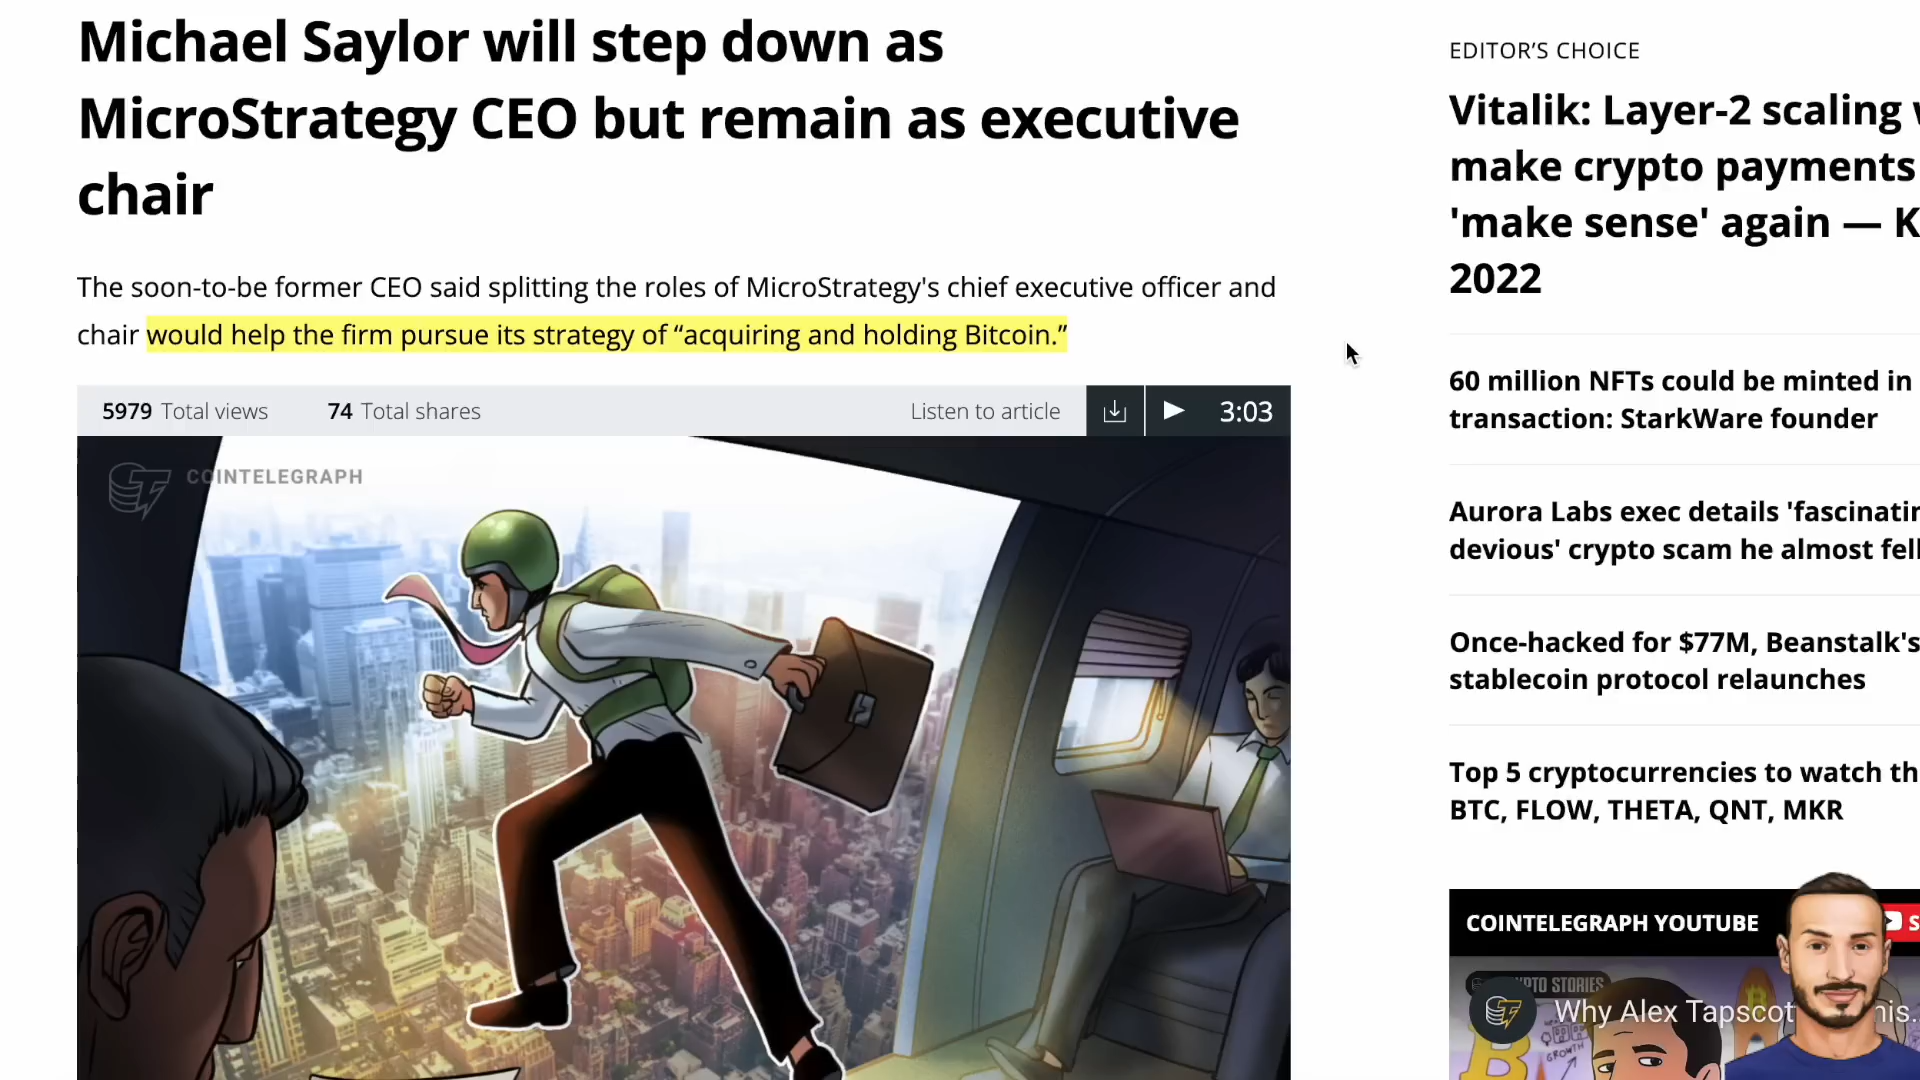 Michael Saylor will step down as
MicroStrategy CEO but remain as executive
chair
The soon-to-be former CEO said splitting the roles of MicroStrategy's chief executive officer and
chair would help the firm pursue its strategy of “acquiring and holding Bitcoin.”
5979 Total views 74 Total shares Listen to article 3:03
COINTELEGRAPH
EDITOR’S CHOICE
Vitalik: Layer-2 scaling
make crypto payments
'make sense' again — K
2022
60 million NFTs could be minted in
transaction: StarkWare founder
Aurora Labs exec details 'fascinatin
devious' crypto scam he almost fell
Once-hacked for $77M, Beanstalk's
stablecoin protocol relaunches
Top 5 cryptocurrencies to watch th
BTC, FLOW, THETA, QNT, MKR
COINTELEGRAPH YOUTUBE
STORIES
Why Alex Tapscot
GROWTH